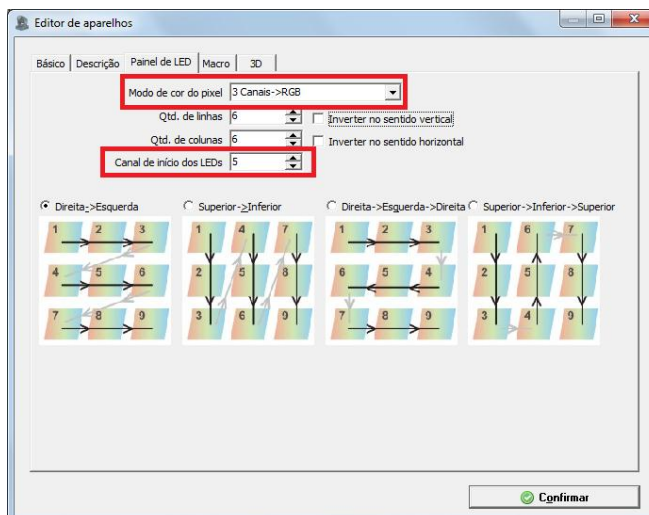 Editor de aparelhos
Básico Descrição Painel de LED Macro 3D
Modo de cor do pixel 3 Canais->RGB
Qtd. de linhas 6 Inverter no sentido vertical
Qtd. de colunas 6 Inverter no sentido horizontal
Canal de início dos LEDs 5
Direita->Esquerda Superior->Inferior Direita->Esquerda->Direita Superior->Inferior->Superior
1 2 3 1 4 7 1 2 3 1 6 7
4 5 6 2 5 8 6 5 4 2 5 8
7 8 9 3 6 9 7 8 9 3 4 9
Confirmar